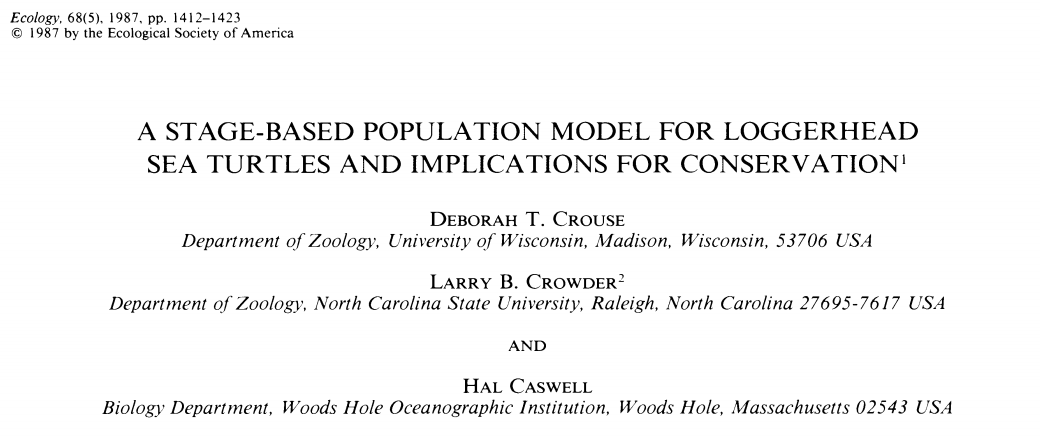 Ecology, 68(5), 1987, pp. 1412–1423
© 1987 by the Ecological Society of America
A STAGE-BASED POPULATION MODEL FOR LOGGERHEAD
SEA TURTLES AND IMPLICATIONS FOR CONSERVATION¹
DEBORAH T. CROUSE
Department of Zoology, University of Wisconsin, Madison, Wisconsin, 53706 USA
LARRY B. CROWDER²
Department of Zoology, North Carolina State University, Raleigh, North Carolina 27695-7617 USA
AND
HAL CASWELL
Biology Department, Woods Hole Oceanographic Institution, Woods Hole, Massachusetts 02543 USA